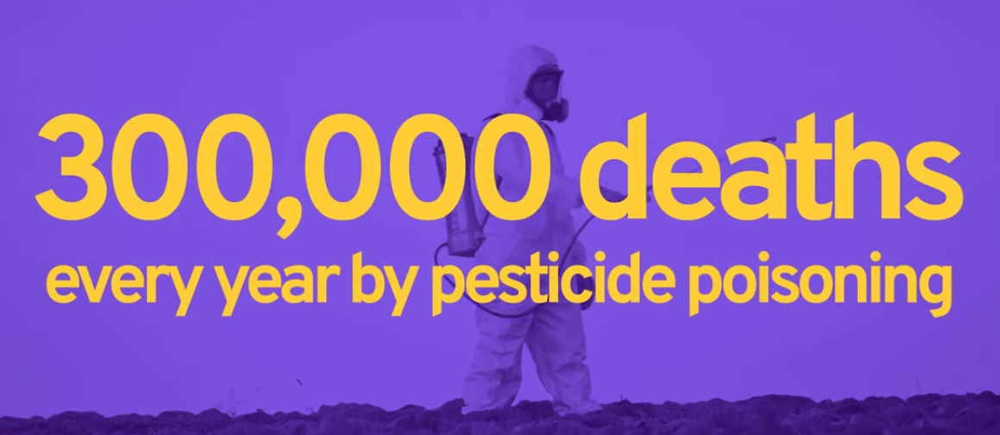 300,000 deaths
every year by pesticide poisoning